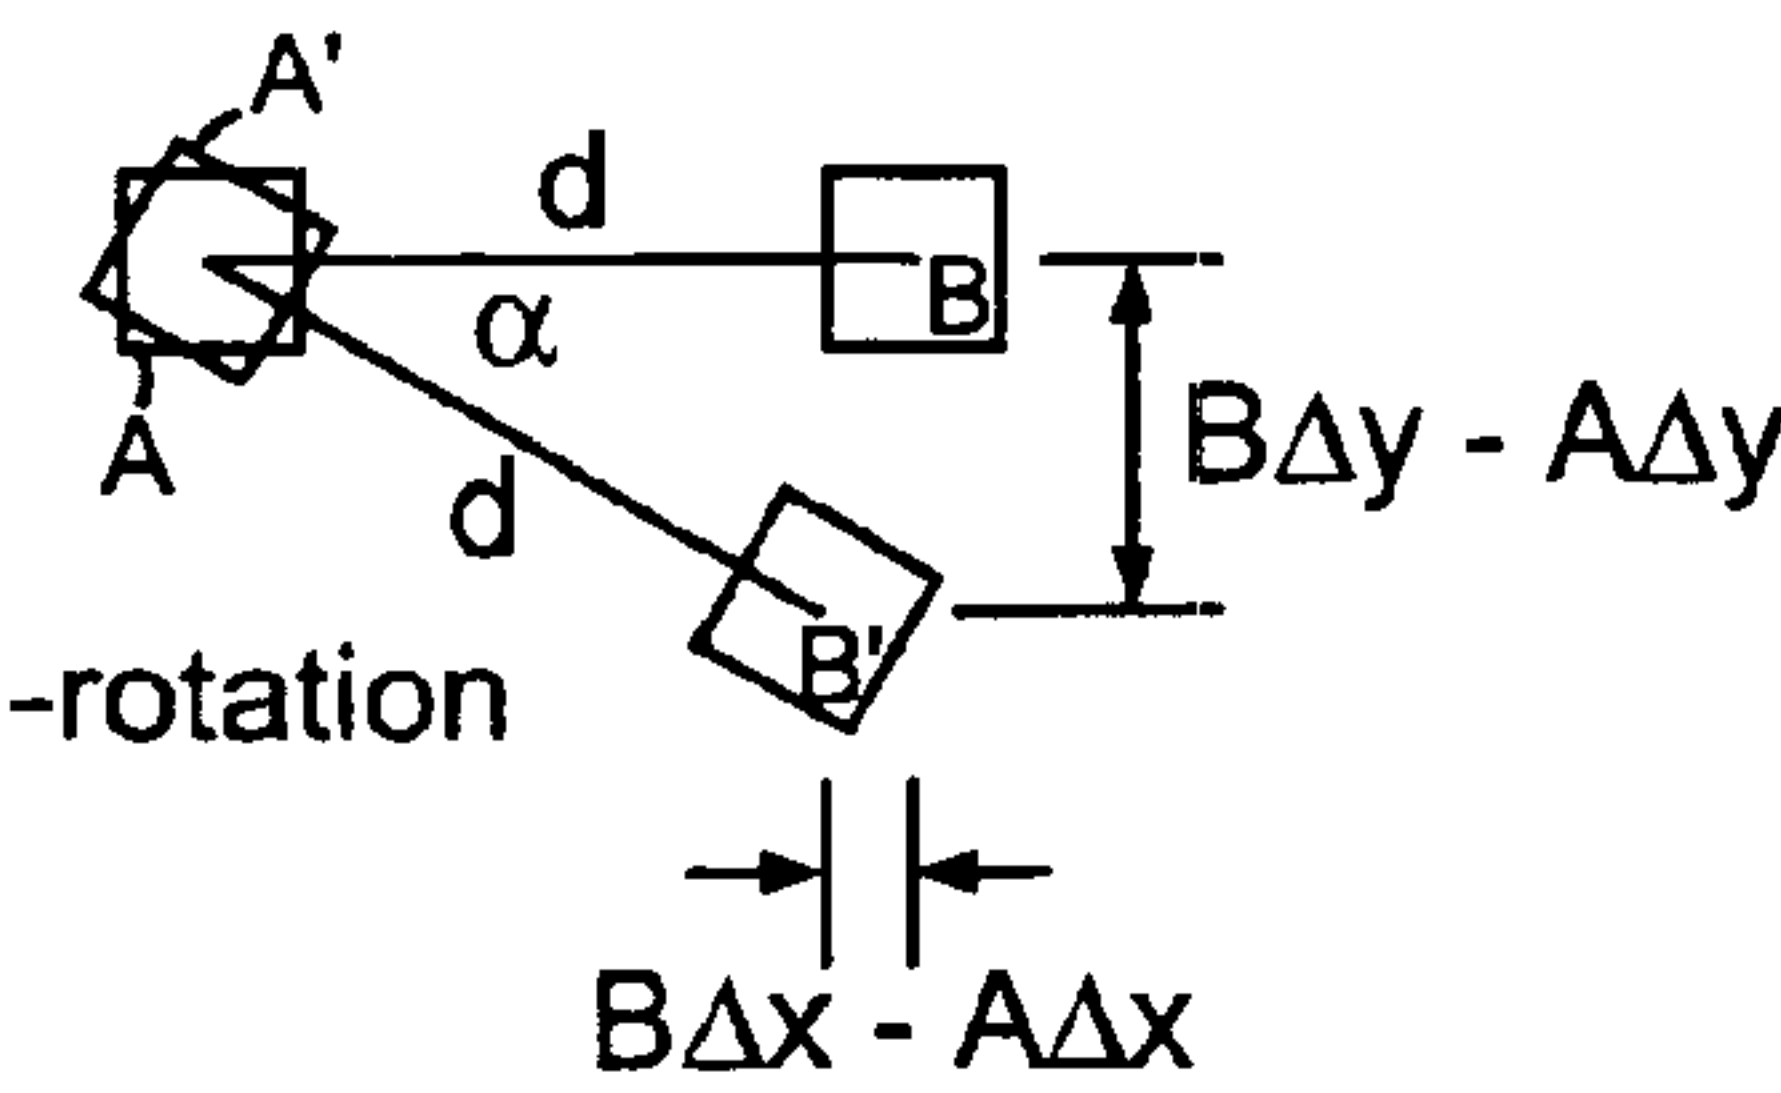 A'
d
B
α
A
BΔy - AΔy
d
B'
-rotation
BΔx - AΔx